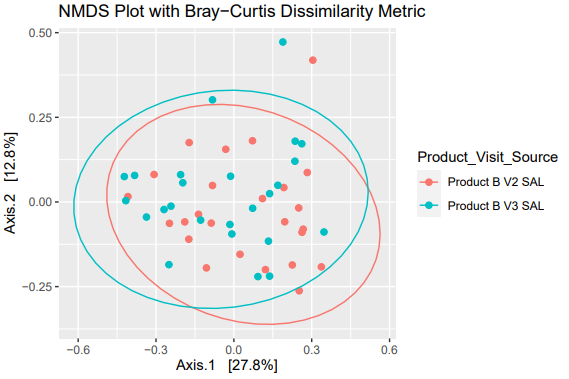 NMDS Plot with Bray−Curtis Dissimilarity Metric
0.50
0.25
0.00
−0.25
Axis.2 [12.8%]
−0.6 −0.3 0.0 0.3 0.6
Axis.1 [27.8%]
Product_Visit_Source
Product B V2 SAL
Product B V3 SAL